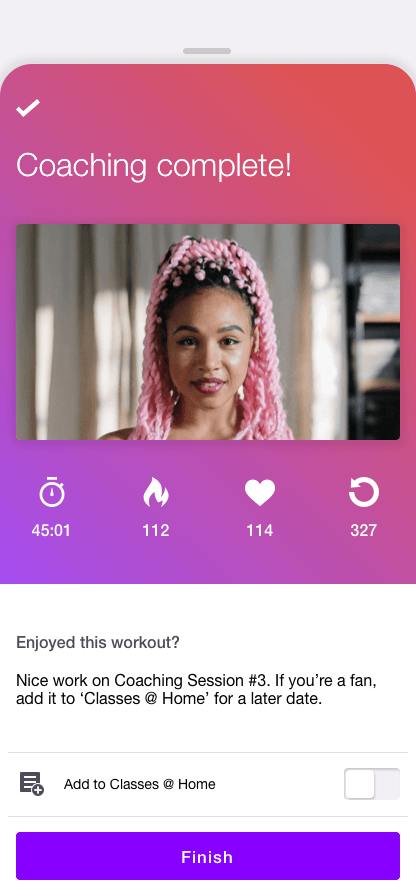 Coaching complete!
45:01
112
114
327
Enjoyed this workout?
Nice work on Coaching Session #3. If you’re a fan,
add it to ‘Classes @ Home’ for a later date.
Add to Classes @ Home
Finish